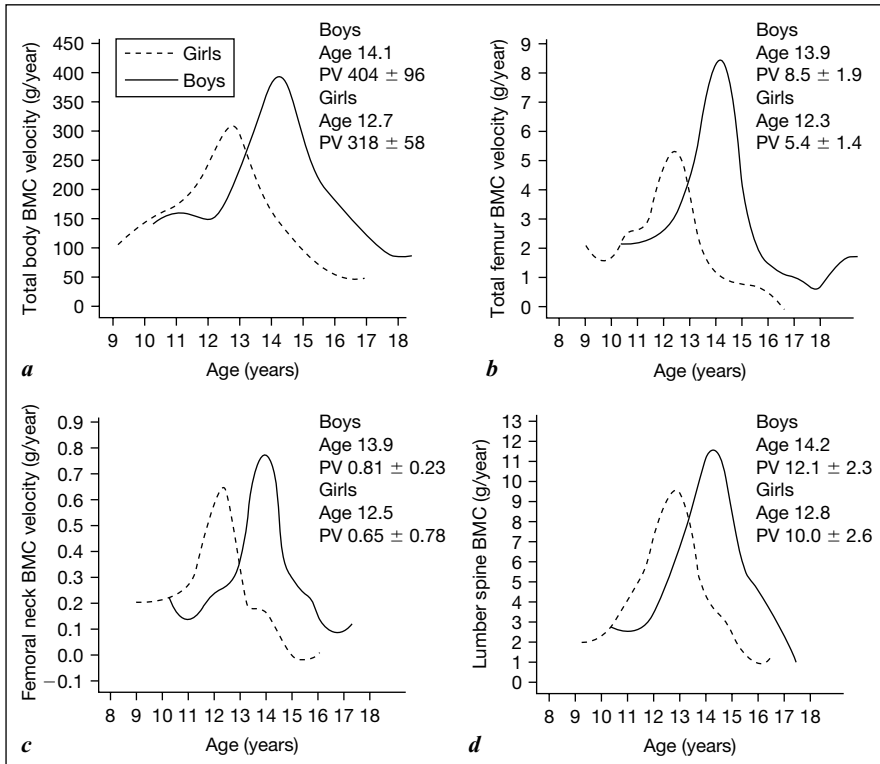 Total body BMC velocity (g/year)
450
400
350
300
250
200
150
100
50
0
Girls
Boys
Boys
Age 14.1
PV 404 ± 96
Girls
Age 12.7
PV 318 ± 58
9 10 11 12 13 14 15 16 17 18
Age (years)
a
Total femur BMC velocity (g/year)
9
8
7
6
5
4
3
2
1
0
Boys
Age 13.9
PV 8.5 ± 1.9
Girls
Age 12.3
PV 5.4 ± 1.4
8 9 10 11 12 13 14 15 16 17 18
Age (years)
b
Femoral neck BMC velocity (g/year)
0.9
0.8
0.7
0.6
0.5
0.4
0.3
0.2
0.1
0.0
−0.1
Boys
Age 13.9
PV 0.81 ± 0.23
Girls
Age 12.5
PV 0.65 ± 0.78
8 9 10 11 12 13 14 15 16 17 18
Age (years)
c
Lumber spine BMC (g/year)
13
12
11
10
9
8
7
6
5
4
3
2
1
0
Boys
Age 14.2
PV 12.1 ± 2.3
Girls
Age 12.8
PV 10.0 ± 2.6
8 9 10 11 12 13 14 15 16 17 18
Age (years)
d